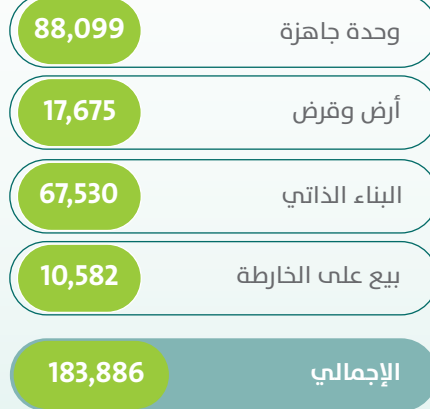 وحدة جاهزة 88,099
أرض وقرض 17,675
البناء الذاتي 67,530
بيع على الخارطة 10,582
الإجمالي 183,886